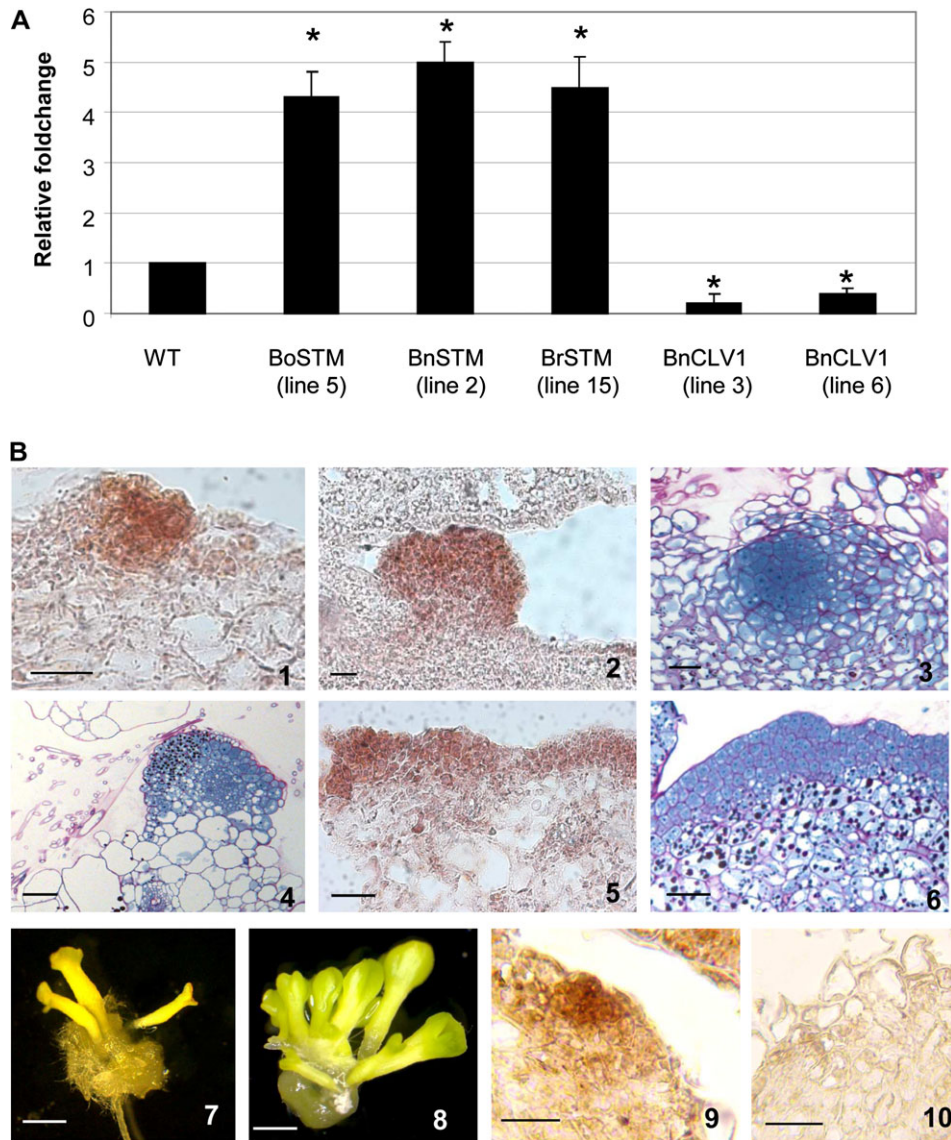 A
Relative foldchange
6
5
4
3
2
1
0
* * * * *
WT BoSTM BnSTM BrSTM BnCLV1 BnCLV1
(line 5) (line 2) (line 15) (line 3) (line 6)
B
1 2 3
4 5 6
7 8 9 10